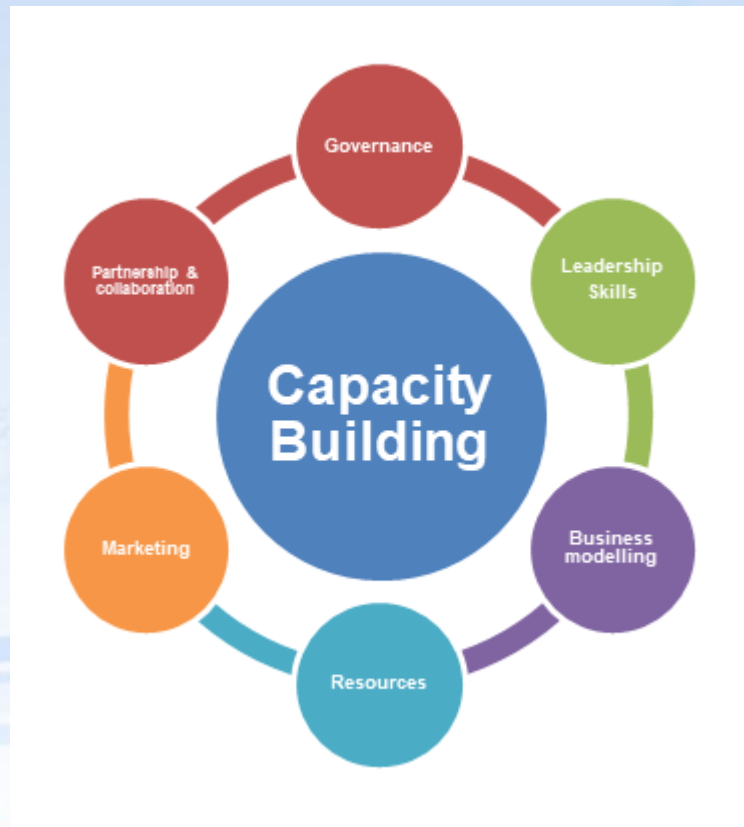 Governance
Leadership
Skills
Business
modelling
Resources
Marketing
Partnership &
collaboration
Capacity
Building